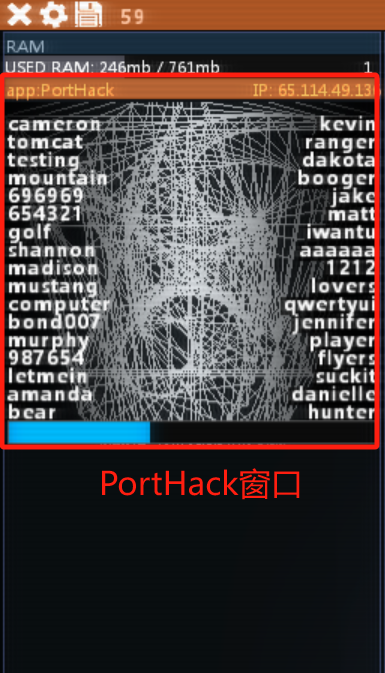 59
RAM
USED RAM: 246mb / 761mb 1
app:PortHack IP: 65.114.49.136
cameron kevin
tomcat ranger
testing dakota
mountain booger
696969 jake
654321 matt
golf iwantu
shannon aaaaaa
madison 1212
mustang lovers
computer qwertyui
bond007 jennifer
murphy player
987654 flyers
letmein suckit
amanda danielle
bear hunter
PortHack窗口